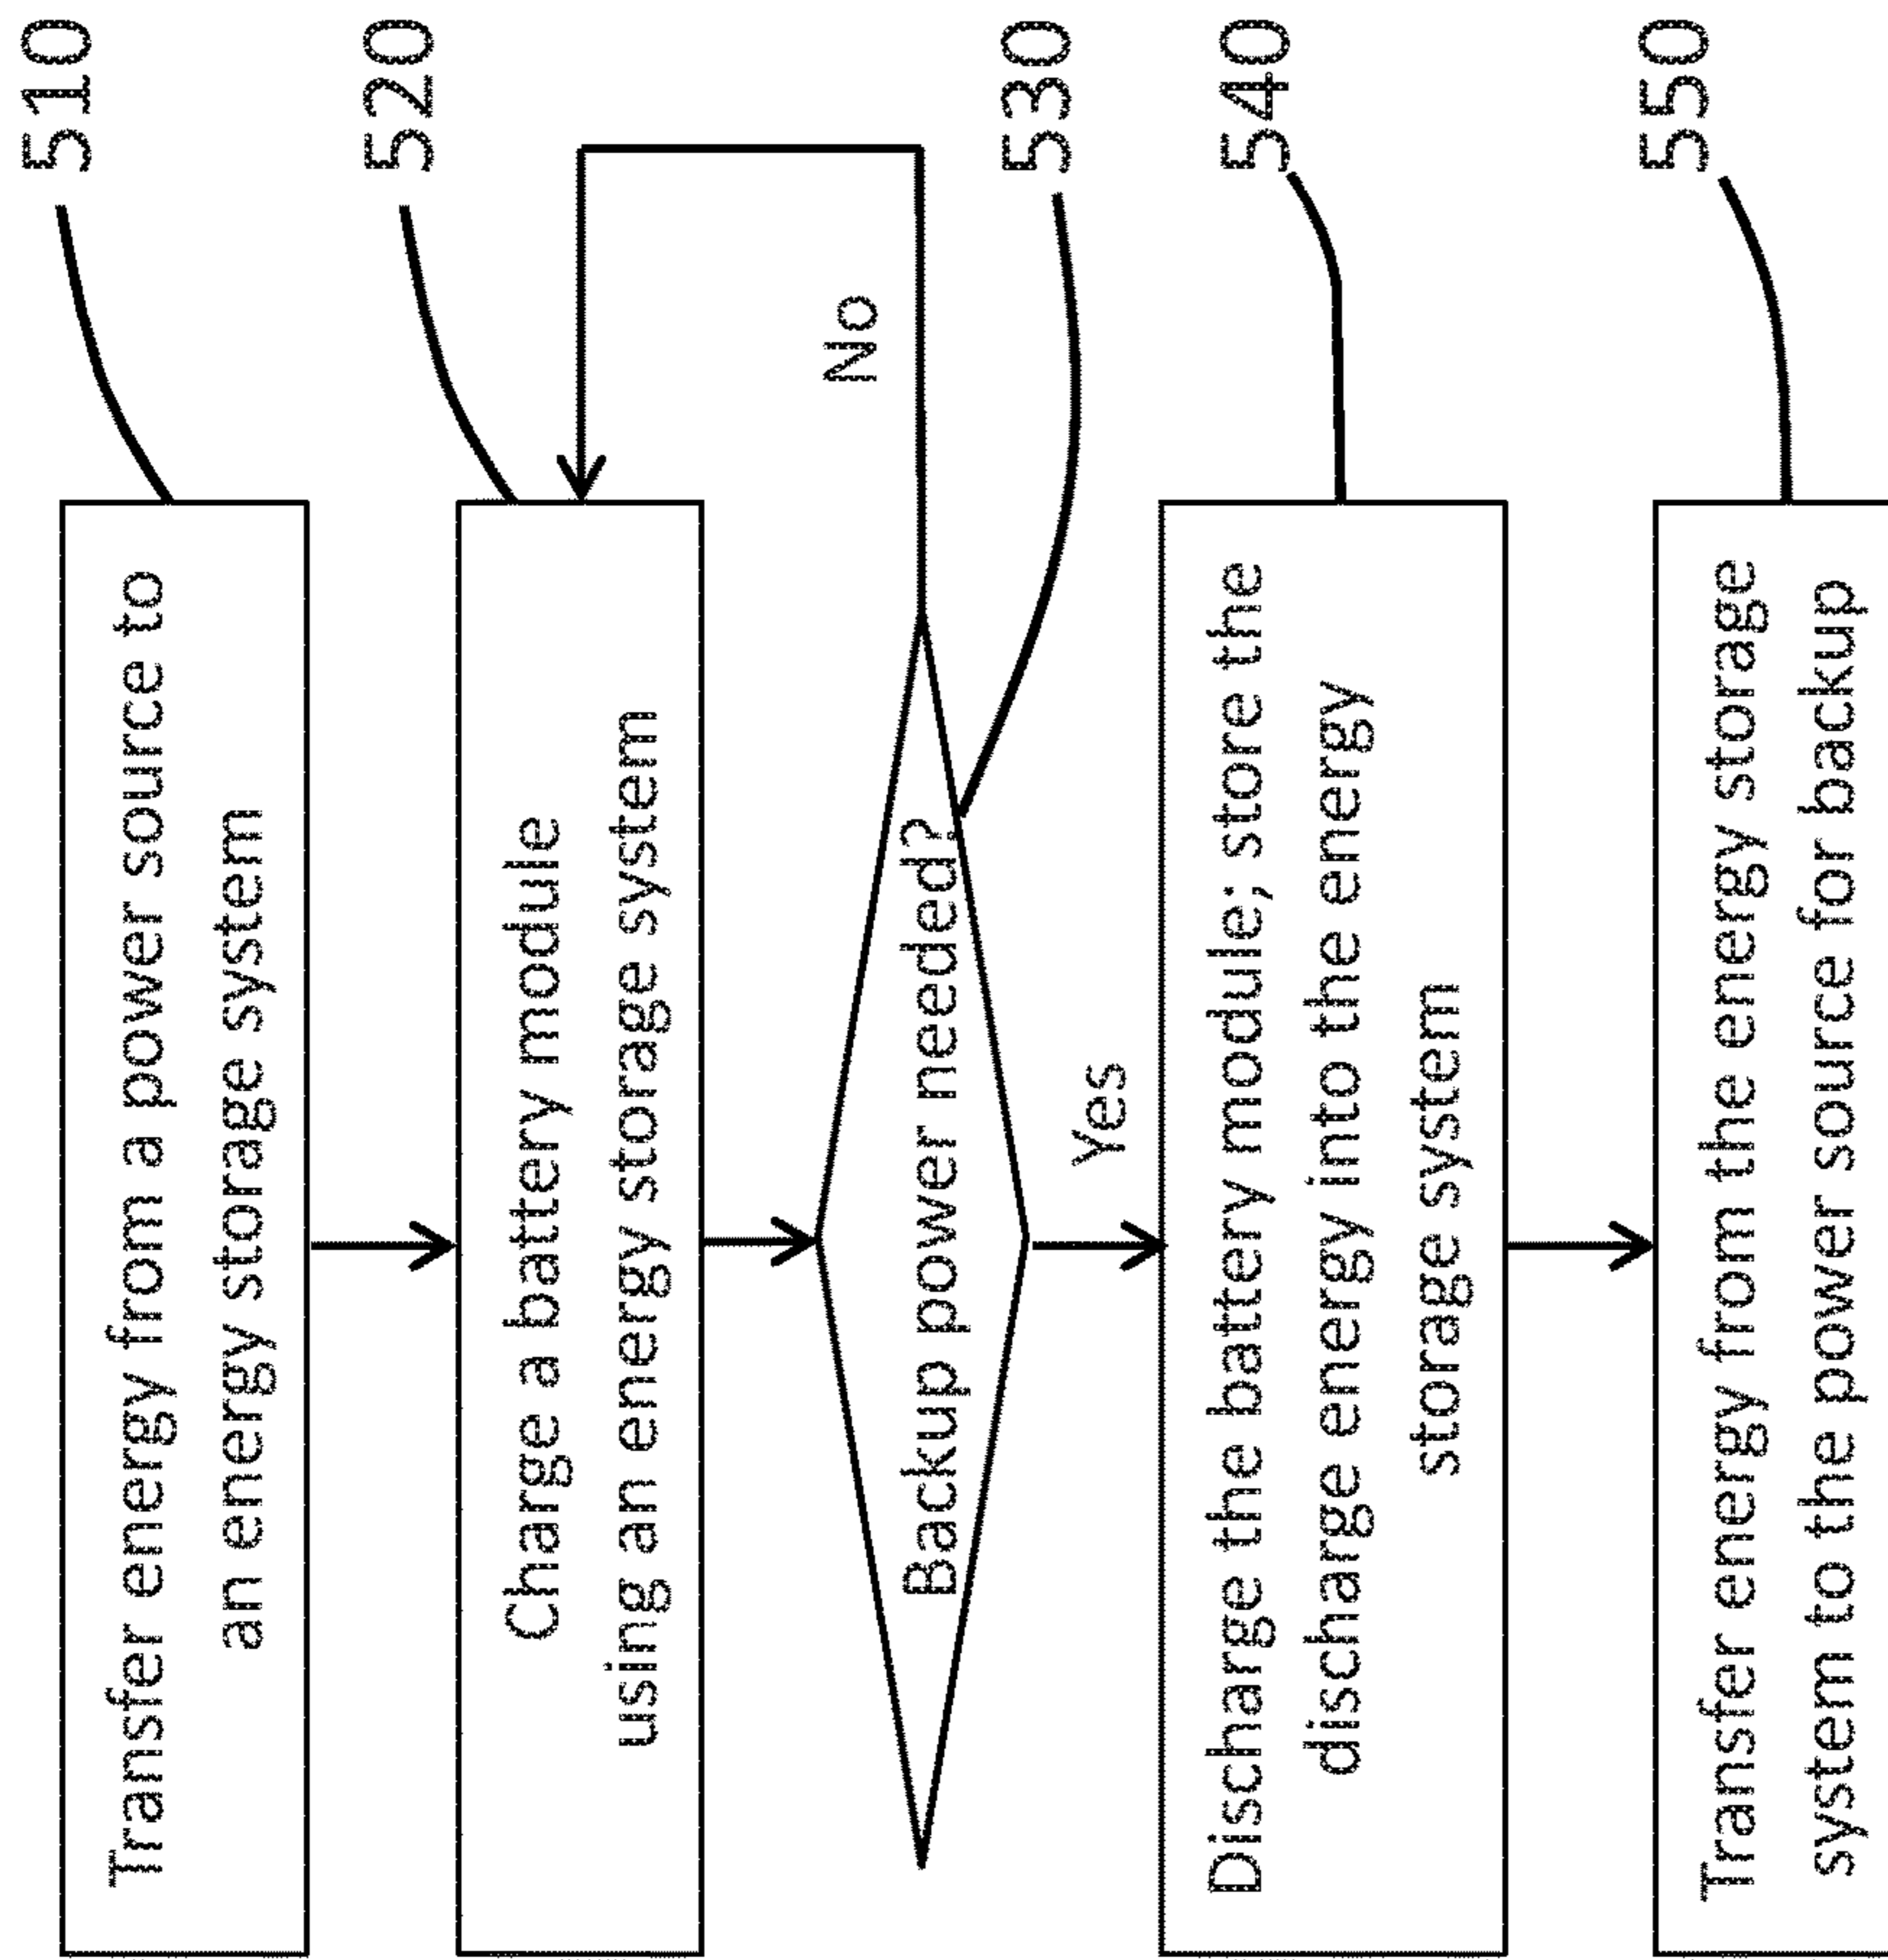 510
Transfer energy from a power source to
an energy storage system
520
Charge a battery module
using an energy storage system
No
530
Backup power needed?
Yes
540
Discharge the battery module; store the
discharge energy into the energy
storage system
550
Transfer energy from the energy storage
system to the power source for backup